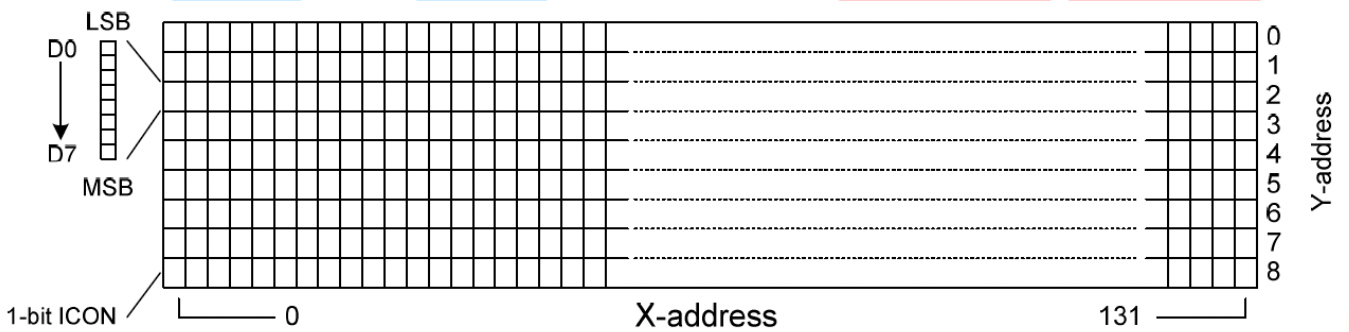 LSB
D0
D7
MSB
1-bit ICON
0
1
2
3
4
5
6
7
8
Y-address
0
X-address
131